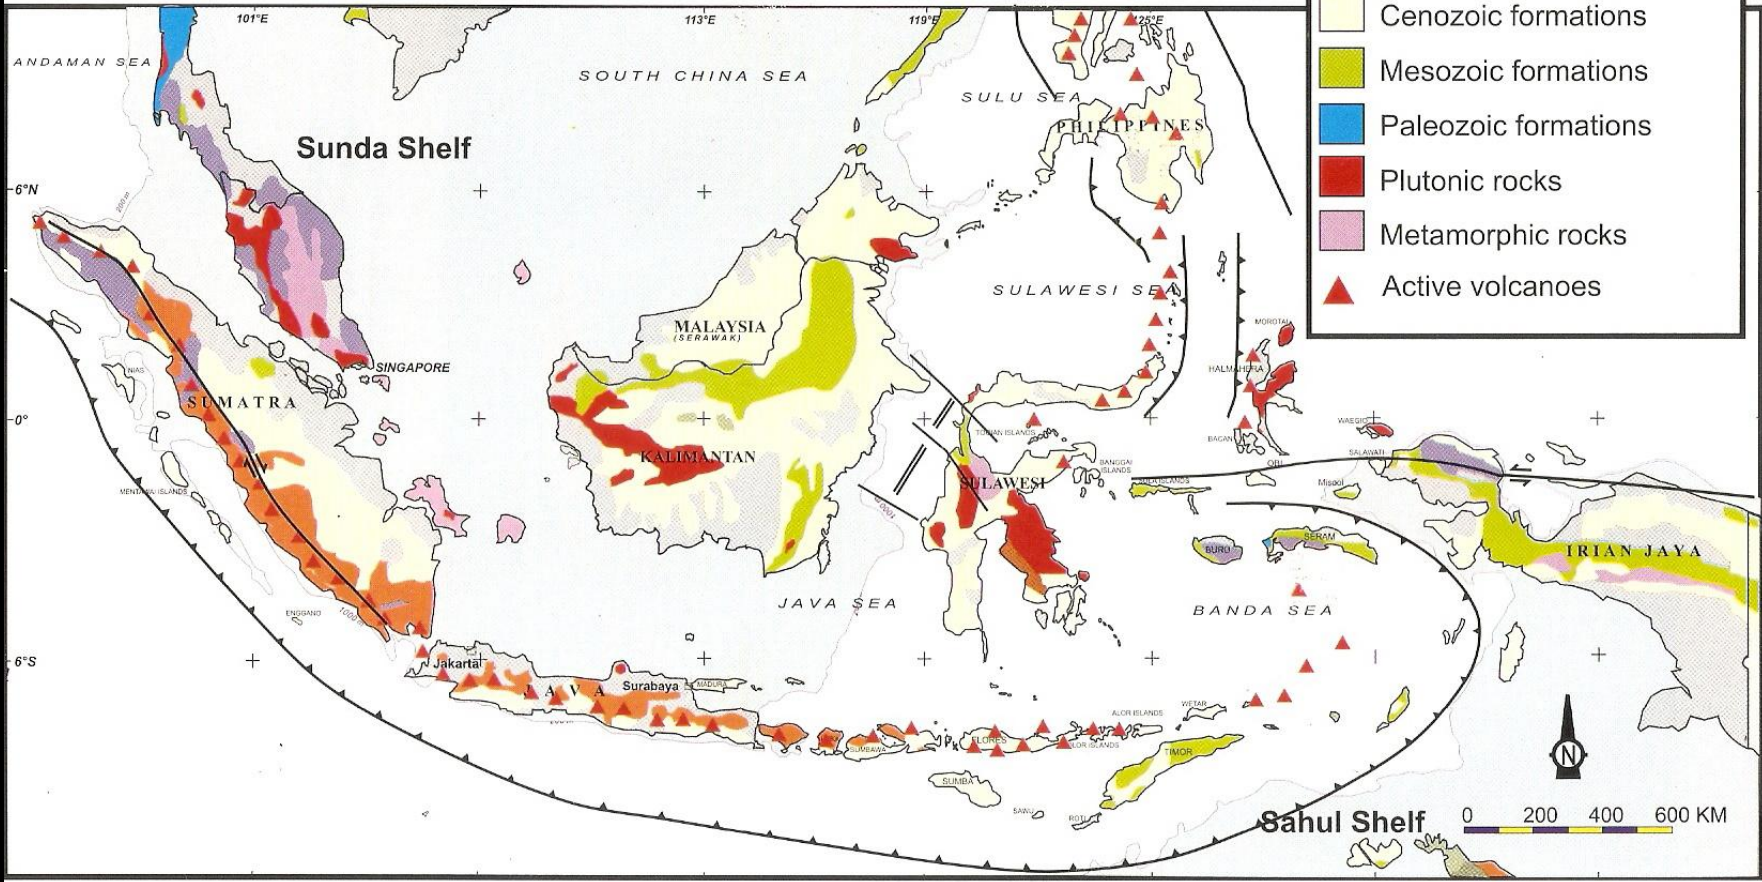 101°E
113°E
119°E
125°E
Cenozoic formations
Mesozoic formations
Paleozoic formations
Plutonic rocks
Metamorphic rocks
Active volcanoes
ANDAMAN SEA
SOUTH CHINA SEA
SULU SEA
PHILIPPINES
Sunda Shelf
6°N
200 m
SULAWESI SEA
MALAYSIA
(SERAWAK)
MOROTAI
SINGAPORE
NIAS
HALMAHERA
SUMATRA
0°
WAEGIO
TOGIAN ISLANDS
BACAN
KALIMANTAN
SALAWATI
BANGGAI
ISLANDS
OBI
SULAWESI
SULA ISLANDS
Misool
MENTAWAI ISLANDS
1000 m
BURU
SERAM
IRIAN JAYA
JAVA SEA
BANDA SEA
ENGGANO
1000 m
6°S
Jakarta
JAVA
Surabaya
MADURA
200 m
WETAR
ALOR ISLANDS
FLORES
SUMBAWA
TIMOR
SUMBA
SAWU
ROTI
N
Sahul Shelf
0 200 400 600 KM